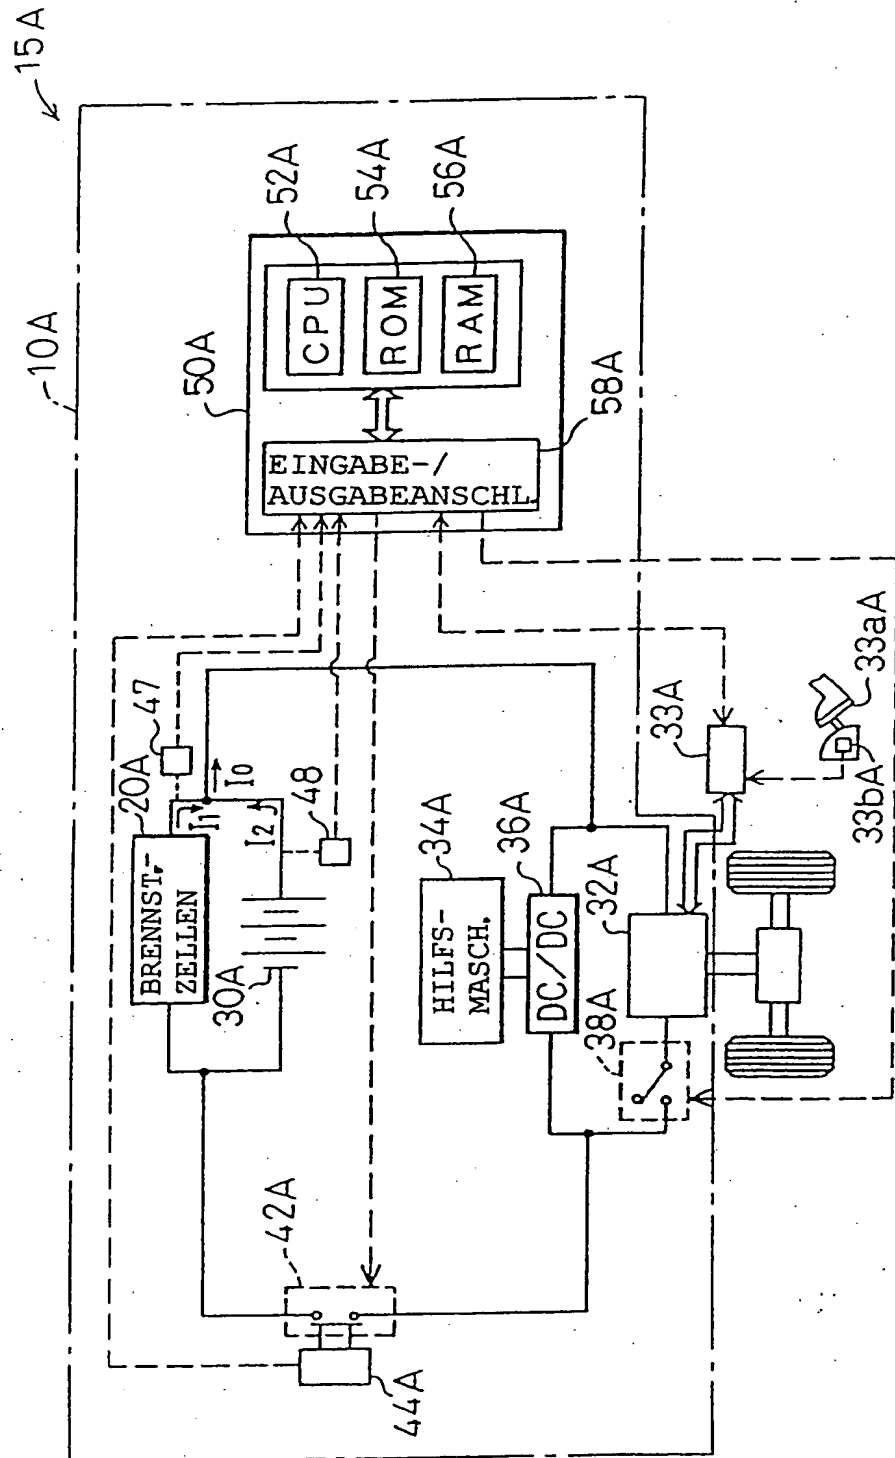 15A
10A
50A
52A
CPU
54A
ROM
56A
RAM
EINGABE-/
AUSGABEANSCHL.
58A
47
20A
BRENNST.-
ZELLEN
I1
I0
I2
48
30A
34A
HILFS-
MASCH.
36A
DC/DC
32A
38A
33A
33aA
33bA
42A
44A